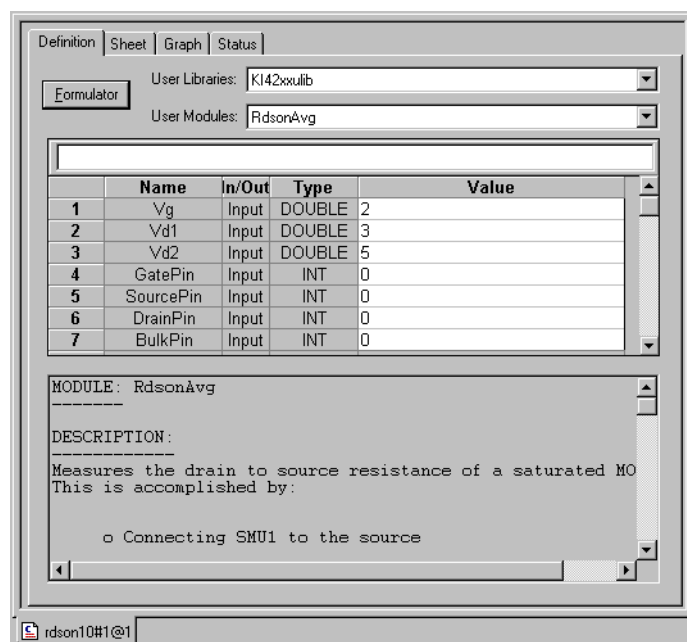 Definition Sheet Graph Status
Formulator
User Libraries: KI42xxulib
User Modules: RdsonAvg
Name In/Out Type Value
1 Vg Input DOUBLE 2
2 Vd1 Input DOUBLE 3
3 Vd2 Input DOUBLE 5
4 GatePin Input INT 0
5 SourcePin Input INT 0
6 DrainPin Input INT 0
7 BulkPin Input INT 0
MODULE: RdsonAvg
-------
DESCRIPTION:
------------
Measures the drain to source resistance of a saturated MO
This is accomplished by:
o Connecting SMU1 to the source
rdson10#1@1